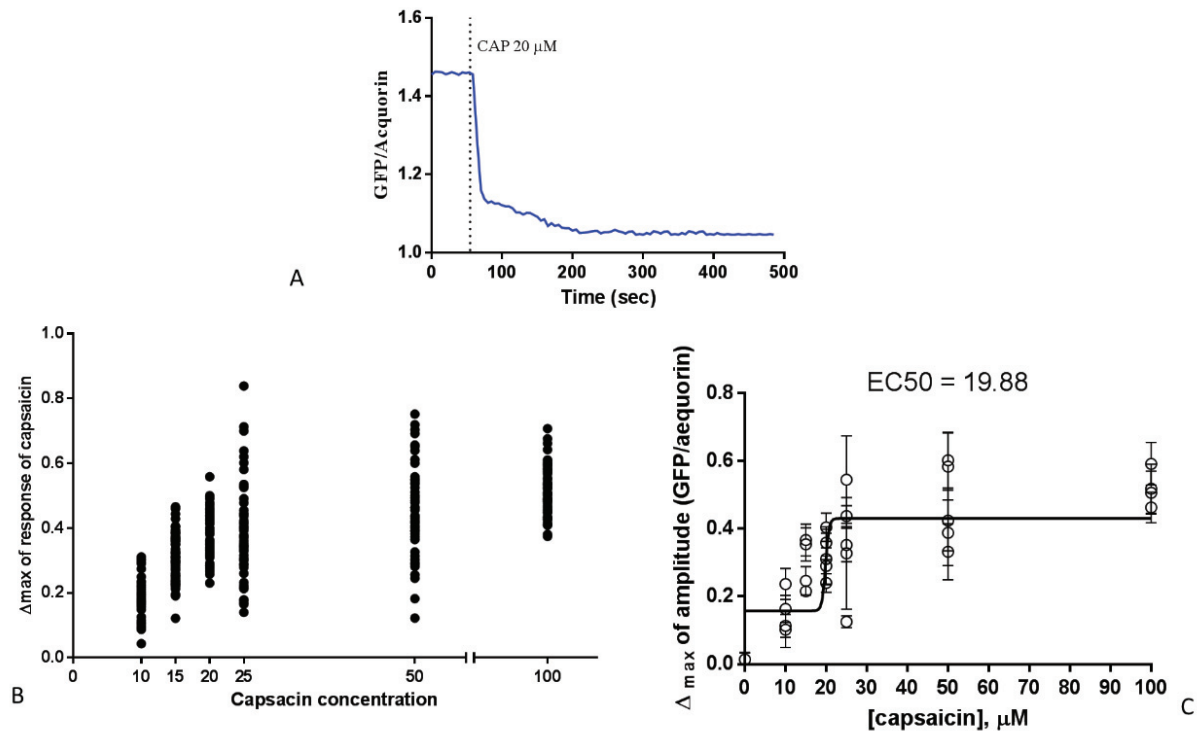 1.6
1.4
1.2
1.0
GFP/Acquorin
CAP 20 µM
0 100 200 300 400 500
Time (sec)
A
1.0
0.8
0.6
0.4
0.2
0.0
Δmax of response of capsaicin
0 10 15 20 25 50 100
Capsacin concentration
B
EC50 = 19.88
0.8
0.6
0.4
0.2
0.0
Δ max of amplitude (GFP/aequorin)
0 10 20 30 40 50 60 70 80 90 100
[capsaicin], µM
C